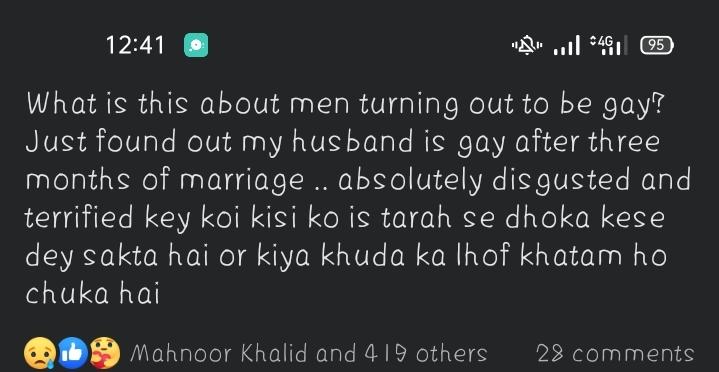 12:41 4G 95
What is this about men turning out to be gay?
Just found out my husband is gay after three
months of marriage .. absolutely disgusted and
terrified key koi kisi ko is tarah se dhoka kese
dey sakta hai or kiya khuda ka lhof khatam ho
chuka hai
Mahnoor Khalid and 419 others 28 comments